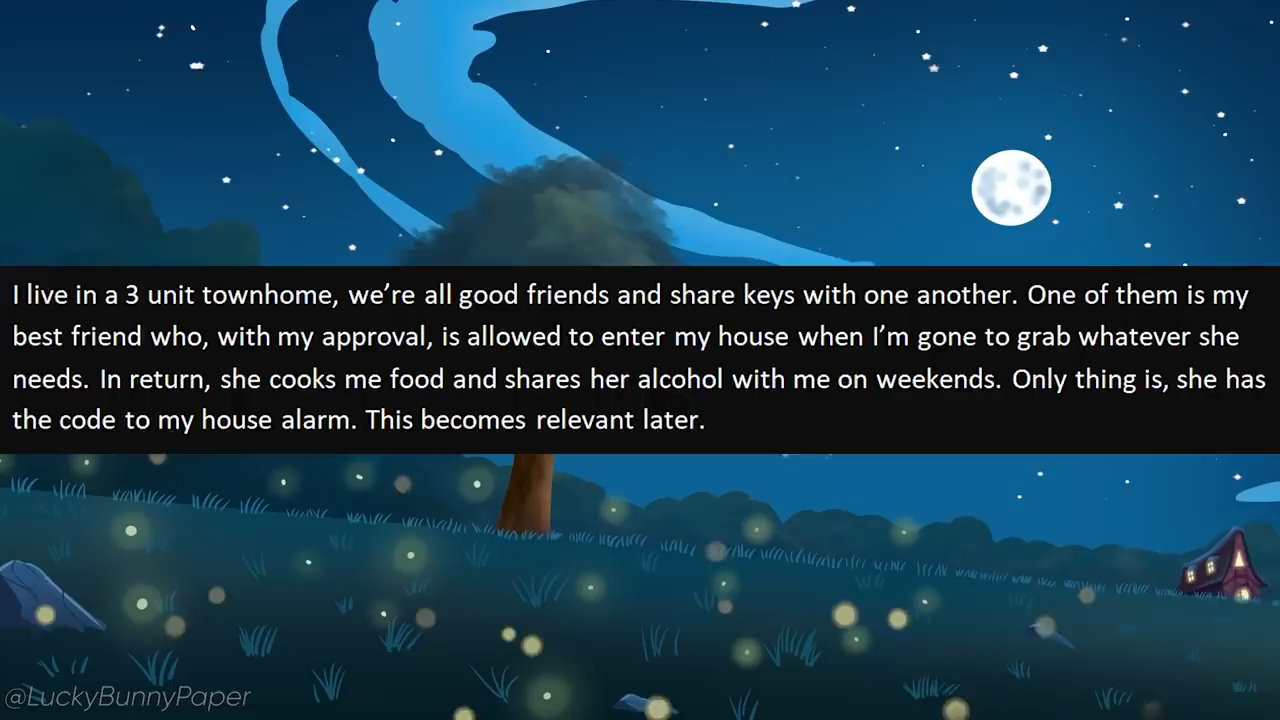 I live in a 3 unit townhome, we’re all good friends and share keys with one another. One of them is my
best friend who, with my approval, is allowed to enter my house when I’m gone to grab whatever she
needs. In return, she cooks me food and shares her alcohol with me on weekends. Only thing is, she has
the code to my house alarm. This becomes relevant later.
@LuckyBunnyPaper